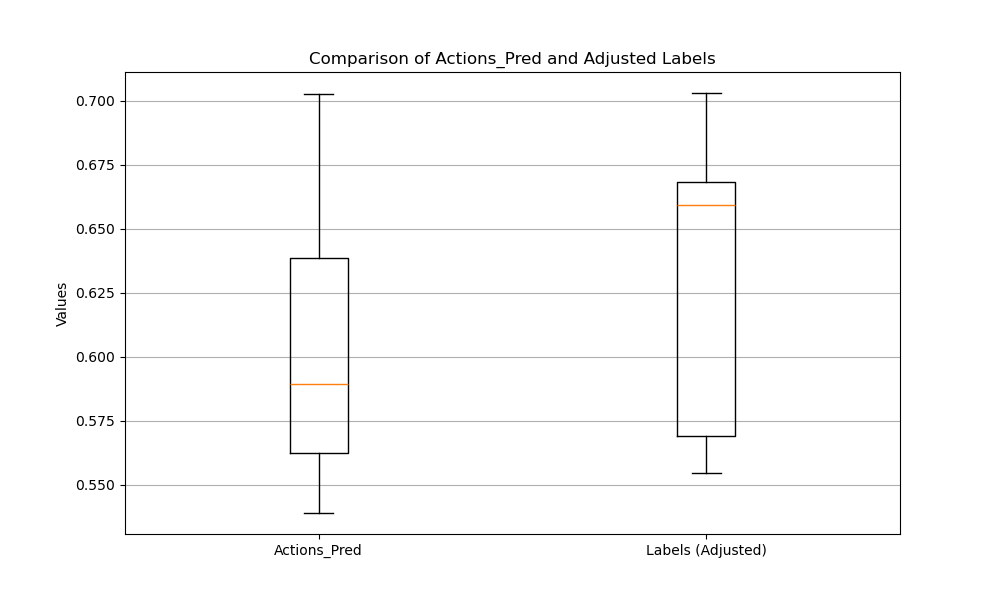 Comparison of Actions_Pred and Adjusted Labels
Values
0.700
0.675
0.650
0.625
0.600
0.575
0.550
Actions_Pred
Labels (Adjusted)